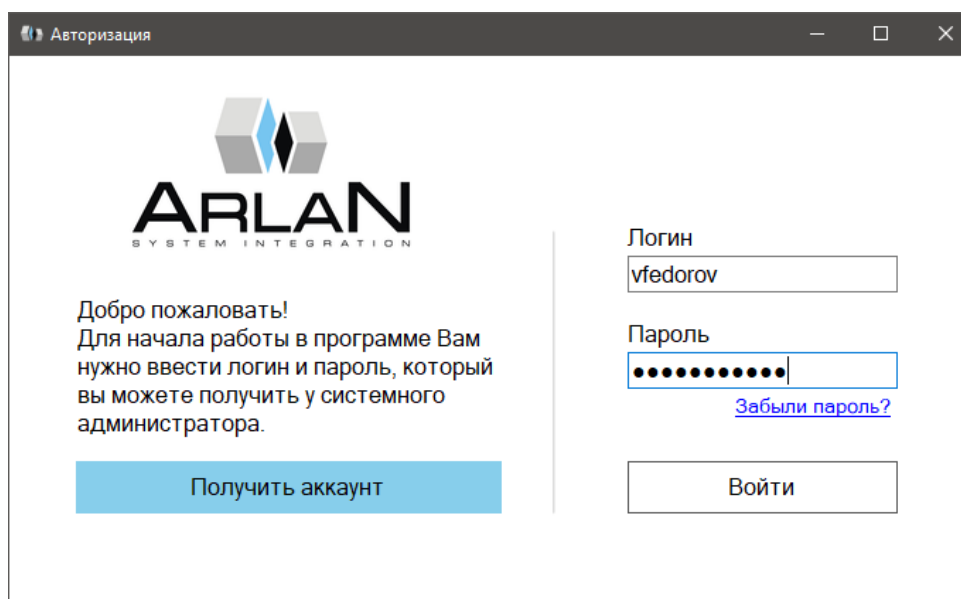 Авторизация
ARLAN
SYSTEM INTEGRATION
Добро пожаловать!
Для начала работы в программе Вам
нужно ввести логин и пароль, который
вы можете получить у системного
администратора.
Получить аккаунт
Логин
vfedorov
Пароль
●●●●●●●●●●●
Забыли пароль?
Войти